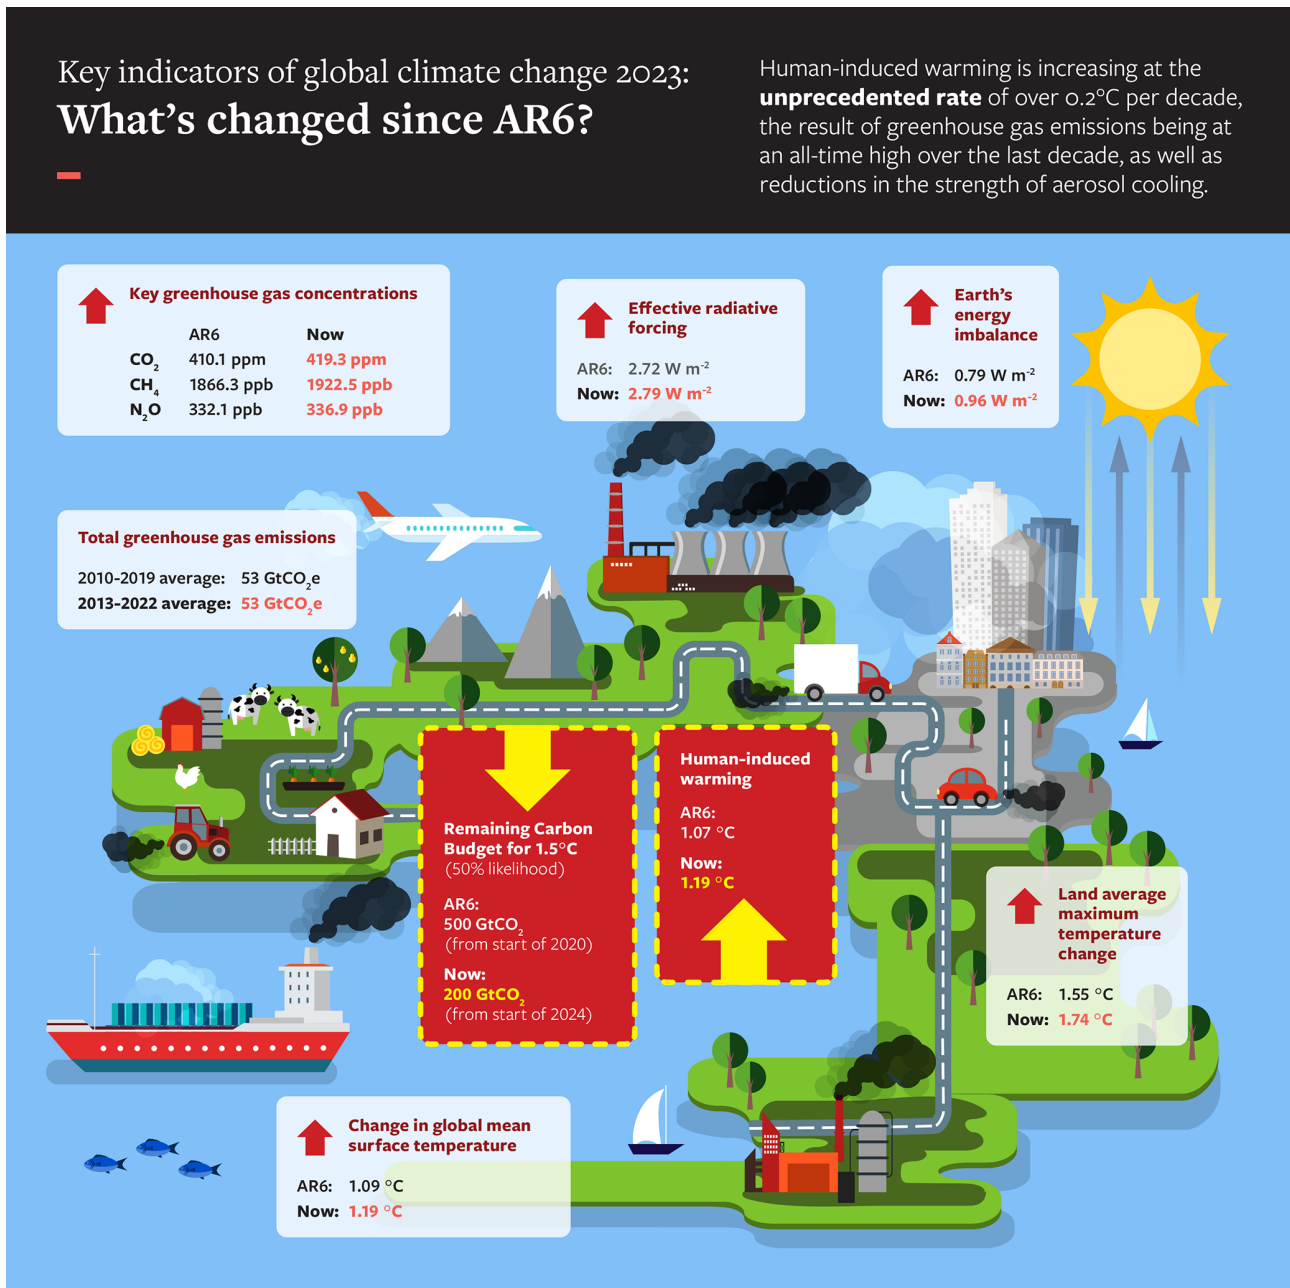 Key indicators of global climate change 2023:
What's changed since AR6?
Human-induced warming is increasing at the
unprecedented rate of over 0.2°C per decade,
the result of greenhouse gas emissions being at
an all-time high over the last decade, as well as
reductions in the strength of aerosol cooling.
Key greenhouse gas concentrations
AR6 Now
CO₂ 410.1 ppm 419.3 ppm
CH₄ 1866.3 ppb 1922.5 ppb
N₂O 332.1 ppb 336.9 ppb
Effective radiative
forcing
AR6: 2.72 W m⁻²
Now: 2.79 W m⁻²
Earth's
energy
imbalance
AR6: 0.79 W m⁻²
Now: 0.96 W m⁻²
Total greenhouse gas emissions
2010-2019 average: 53 GtCO₂e
2013-2022 average: 53 GtCO₂e
Remaining Carbon
Budget for 1.5°C
(50% likelihood)
AR6:
500 GtCO₂
(from start of 2020)
Now:
200 GtCO₂
(from start of 2024)
Human-induced
warming
AR6:
1.07 °C
Now:
1.19 °C
Land average
maximum
temperature
change
AR6: 1.55 °C
Now: 1.74 °C
Change in global mean
surface temperature
AR6: 1.09 °C
Now: 1.19 °C